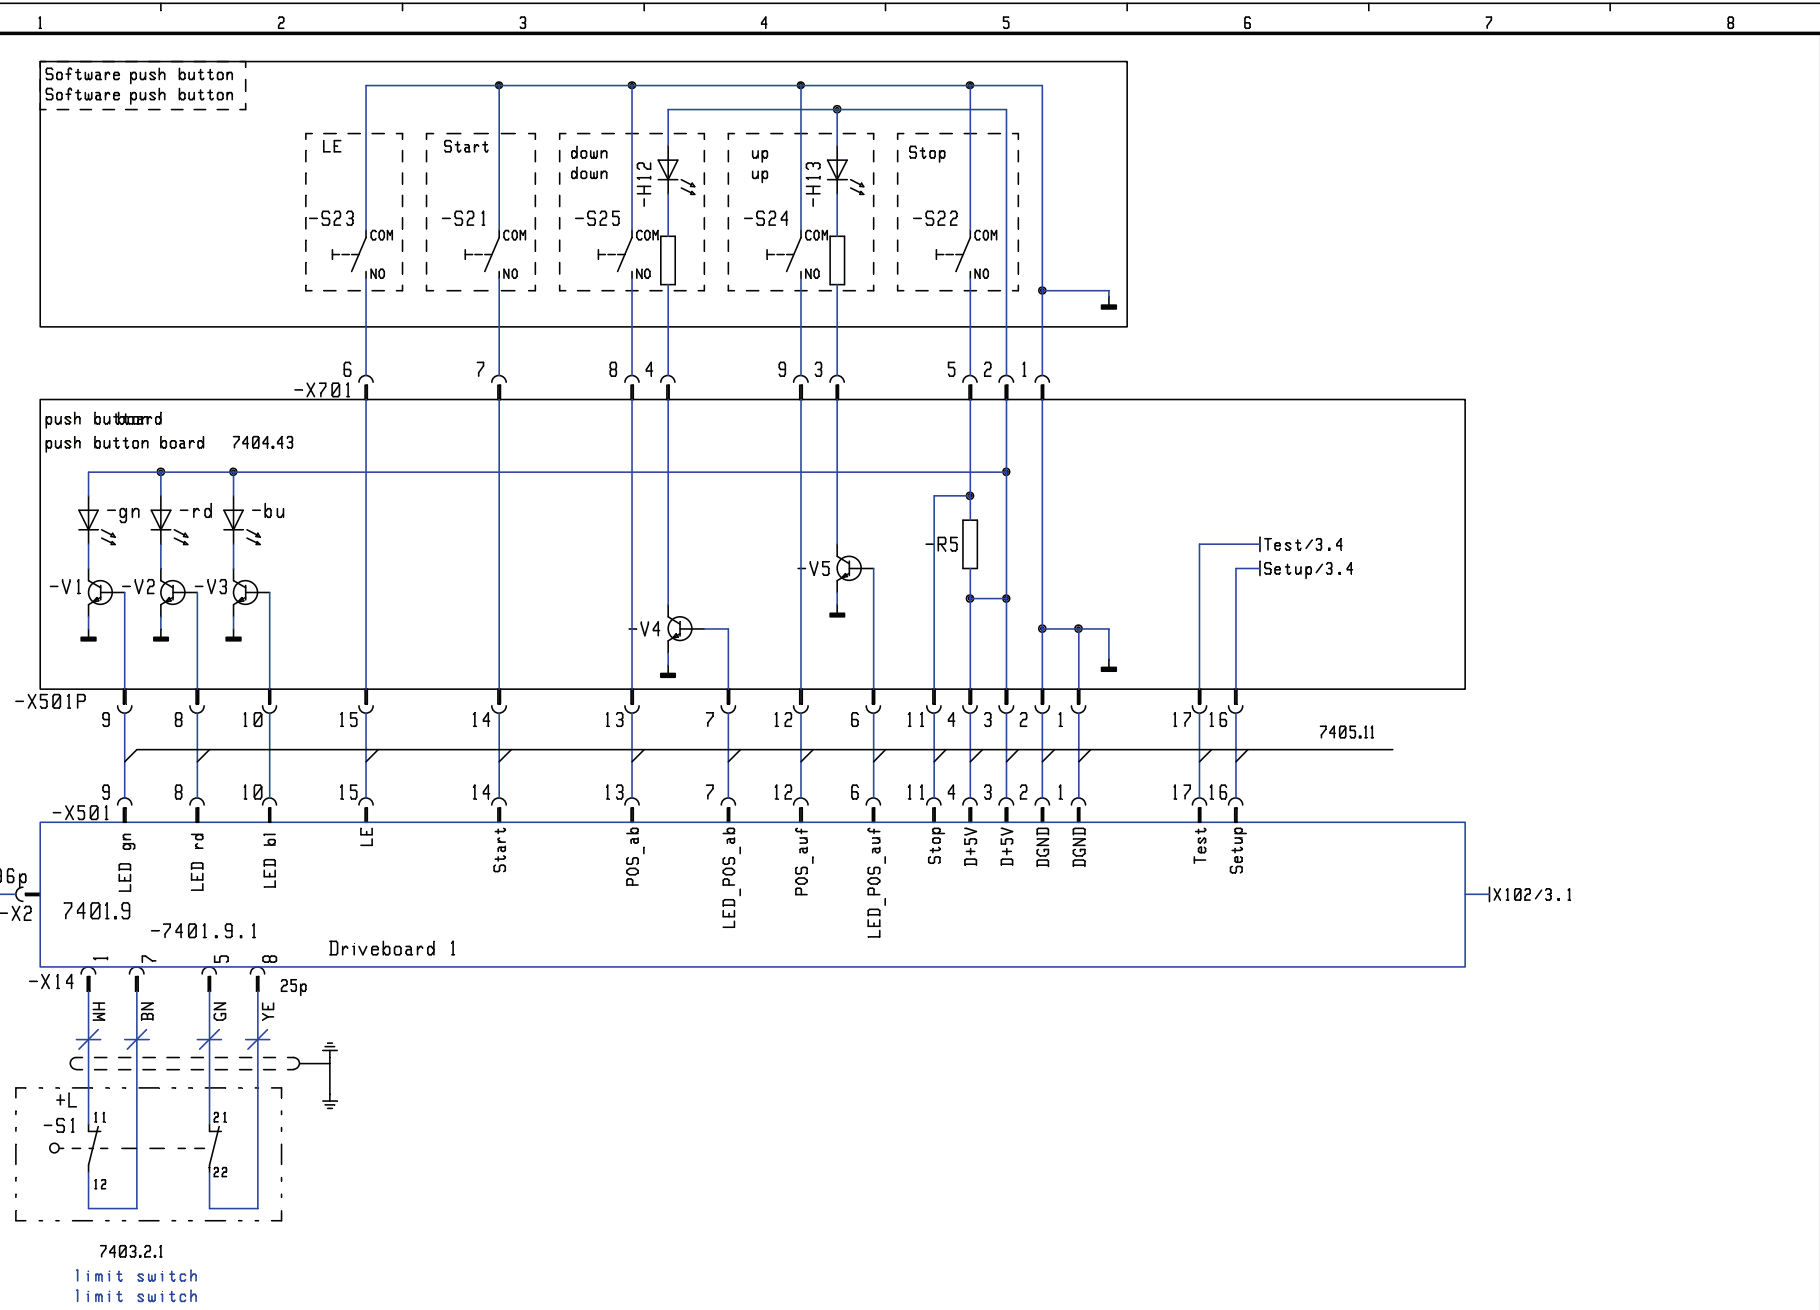 1 2 3 4 5 6 7 8
Software push button
Software push button
LE
Start
down
down
up
up
Stop
-H12
-H13
-S23
-S21
-S25
-S24
-S22
COM COM COM COM COM
NO NO NO NO NO
6 7 8 4 9 3 5 2 1
-X701
push button board
push button board 7404.43
-gn -rd -bu
-R5
Test/3.4
Setup/3.4
-V5
-V1 -V2 -V3
-V4
-X501P
9 8 10 15 14 13 7 12 6 11 4 3 2 1 17 16
7405.11
9 8 10 15 14 13 7 12 6 11 4 3 2 1 17 16
-X501
LED gn
LED rd
LED bl
LE
Start
POS_ab
LED_POS_ab
POS_auf
LED_POS_auf
Stop
D+5V
D+5V
DGND
DGND
Test
Setup
96p
-X2
7401.9
X102/3.1
-7401.9.1
Driveboard 1
1 7 5 8
-X14
25p
WH BN GN YE
+L
-S1
11 21
12 22
7403.2.1
limit switch
limit switch